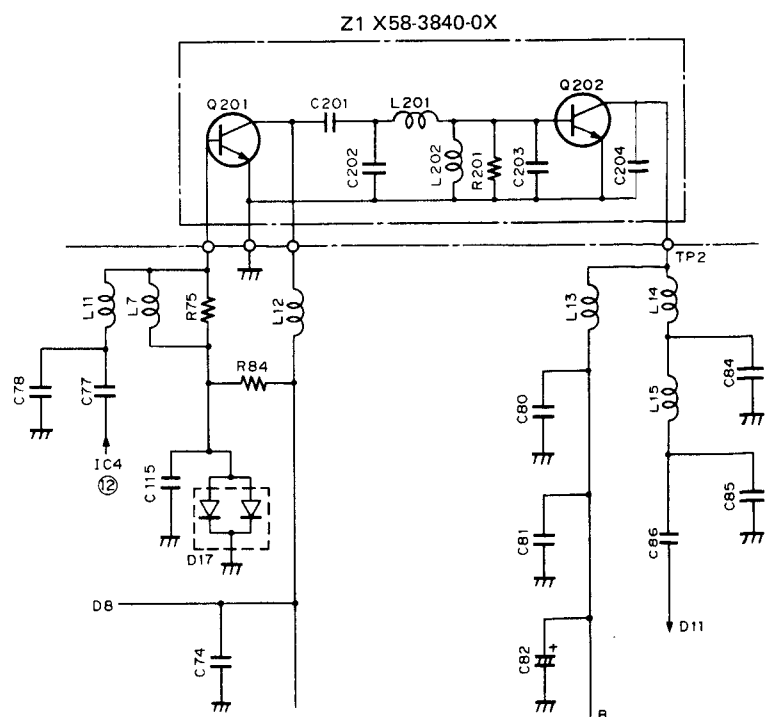 Z1 X58-3840-0X
Q201
C201
L201
Q202
C202
L202
R201
C203
C204
TP2
L11
L7
R75
L12
L13
L14
C78
C77
R84
C80
L15
C84
IC4
12
C115
D17
C81
C86
C85
D8
D11
C74
C82
+
B